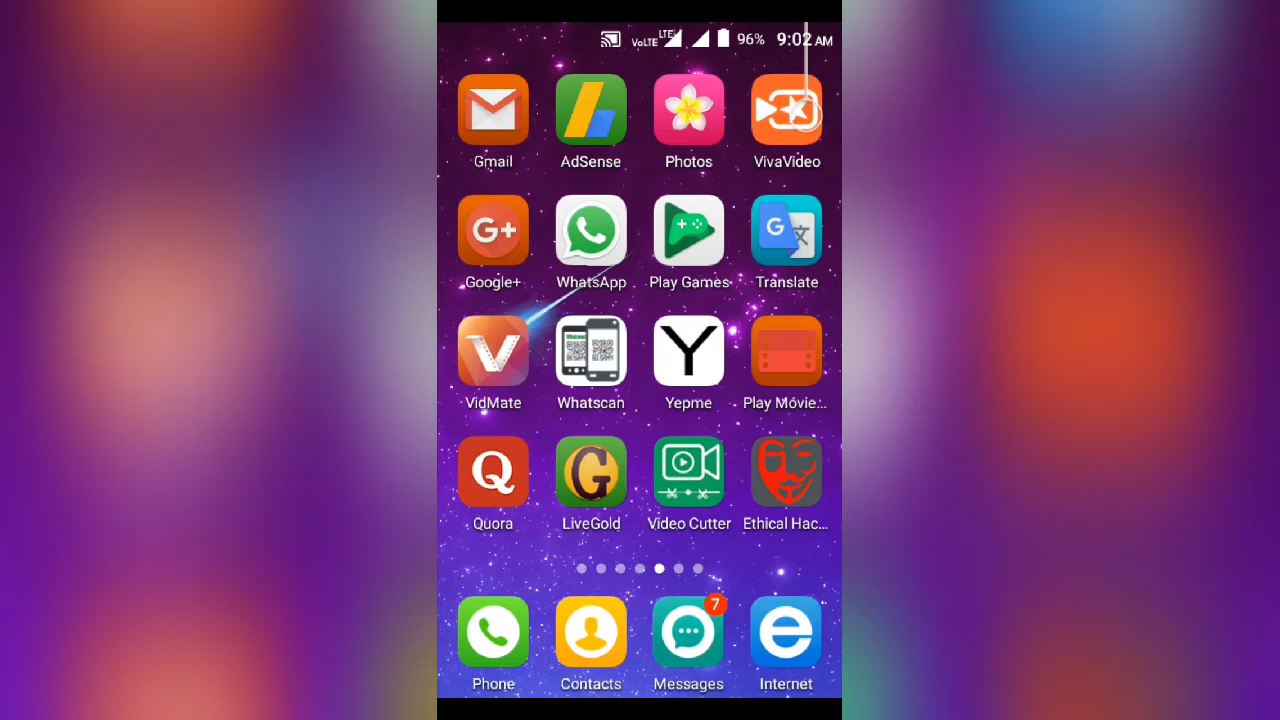 VoLTE LTE 96% 9:02 AM
Gmail AdSense Photos VivaVideo
G+ G 文
Google+ WhatsApp Play Games Translate
V Y
VidMate Whatscan Yepme Play Movie...
Q G
Quora LiveGold Video Cutter Ethical Hac...
7
e
Phone Contacts Messages Internet